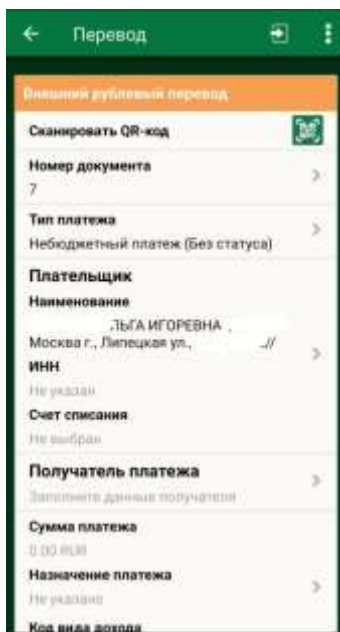 Перевод
Внешний рублевый перевод
Сканировать QR-код
Номер документа
7
Тип платежа
Небюджетный платеж (Без статуса)
Плательщик
Наименование
ЛЬГА ИГОРЕВНА
Москва г., Липецкая ул., //
ИНН
Не указан
Счет списания
Не выбран
Получатель платежа
Заполните данные получателя
Сумма платежа
0.00 RUR
Назначение платежа
Не указано
Код вида дохода